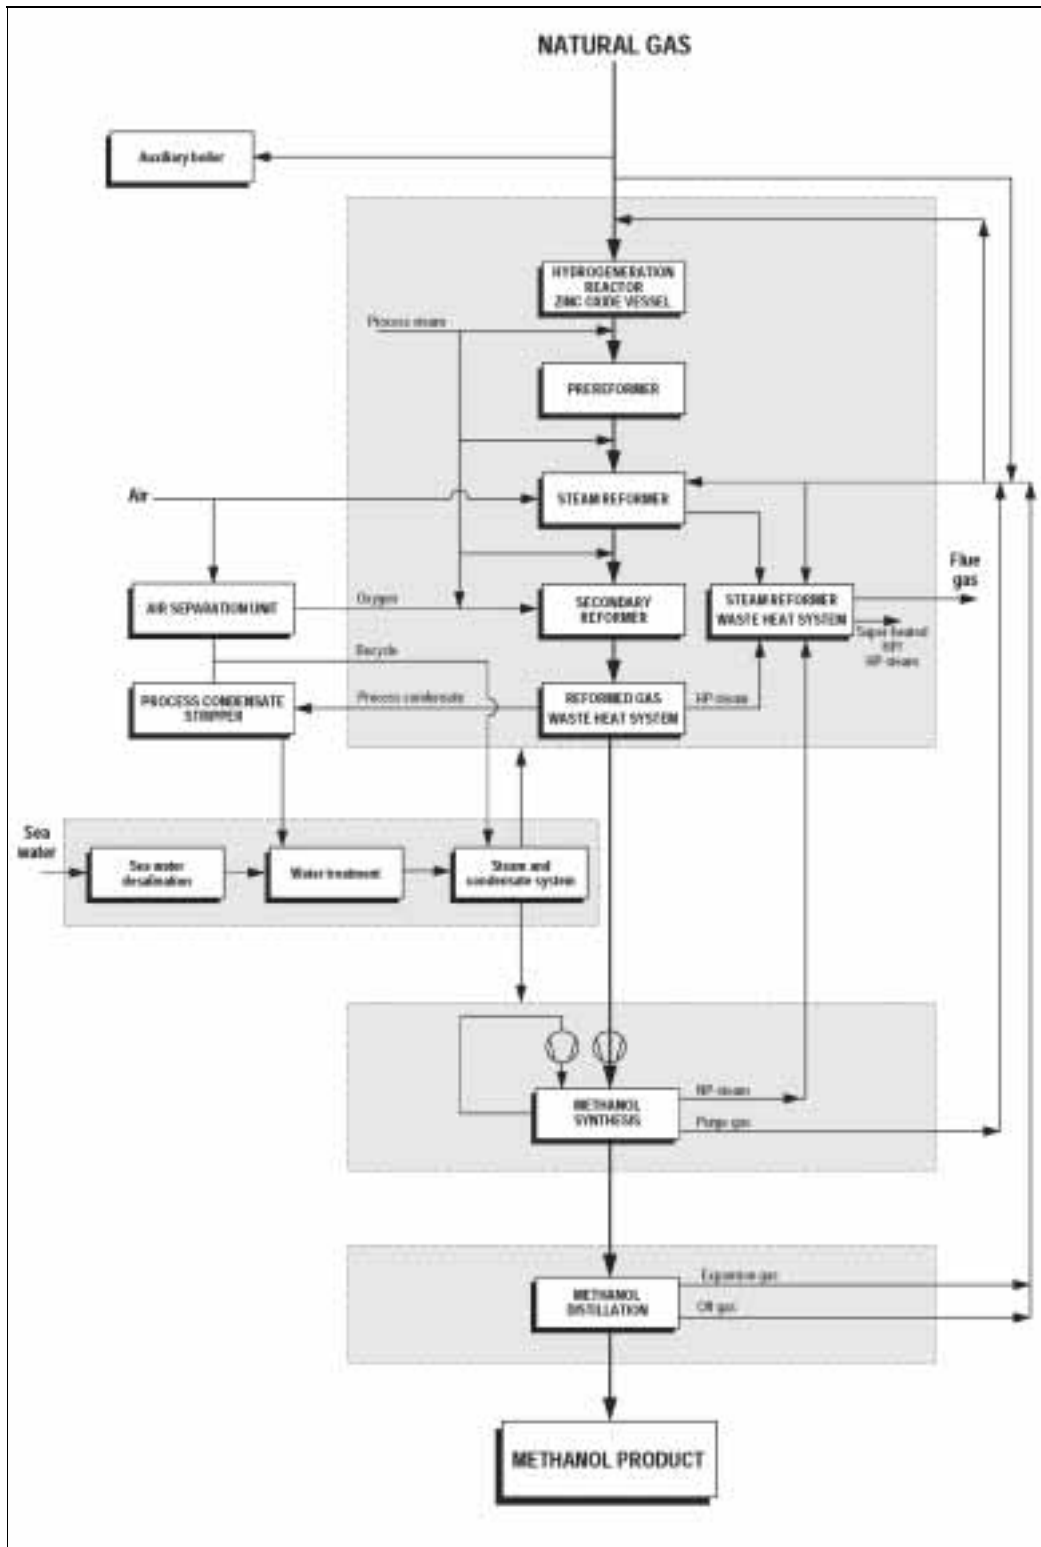 NATURAL GAS
Auxiliary boiler
HYDROGENERATION
REACTOR
ZINC OXIDE VESSEL
Process steam
PREREFORMER
Air
STEAM REFORMER
Flue
gas
AIR SEPARATION UNIT
Oxygen
SECONDARY
REFORMER
STEAM REFORMER
WASTE HEAT SYSTEM
Super heated
HP steam
Recycle
PROCESS CONDENSATE
STRIPPER
Process condensate
REFORMED GAS
WASTE HEAT SYSTEM
HP steam
Sea
water
Sea water
desalination
Water treatment
Steam and
condensate system
METHANOL
SYNTHESIS
steam
Purge gas
METHANOL
DISTILLATION
Expansion gas
Off gas
METHANOL PRODUCT